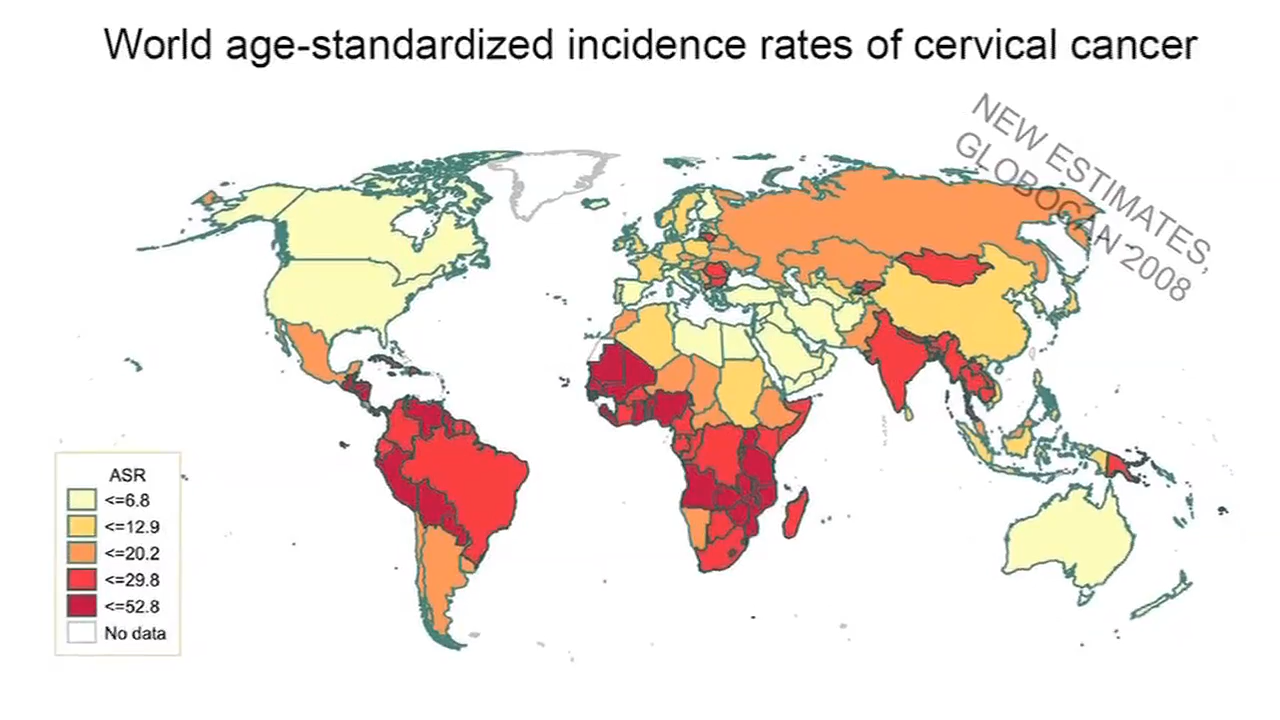 World age-standardized incidence rates of cervical cancer
NEW ESTIMATES,
GLOBOCAN 2008
ASR
<=6.8
<=12.9
<=20.2
<=29.8
<=52.8
No data